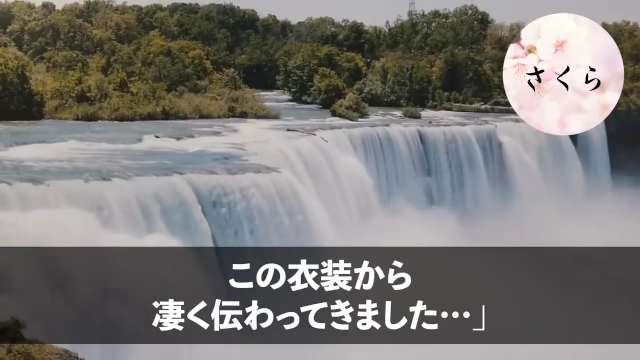 さくら
この衣装から
凄く伝わってきました…」